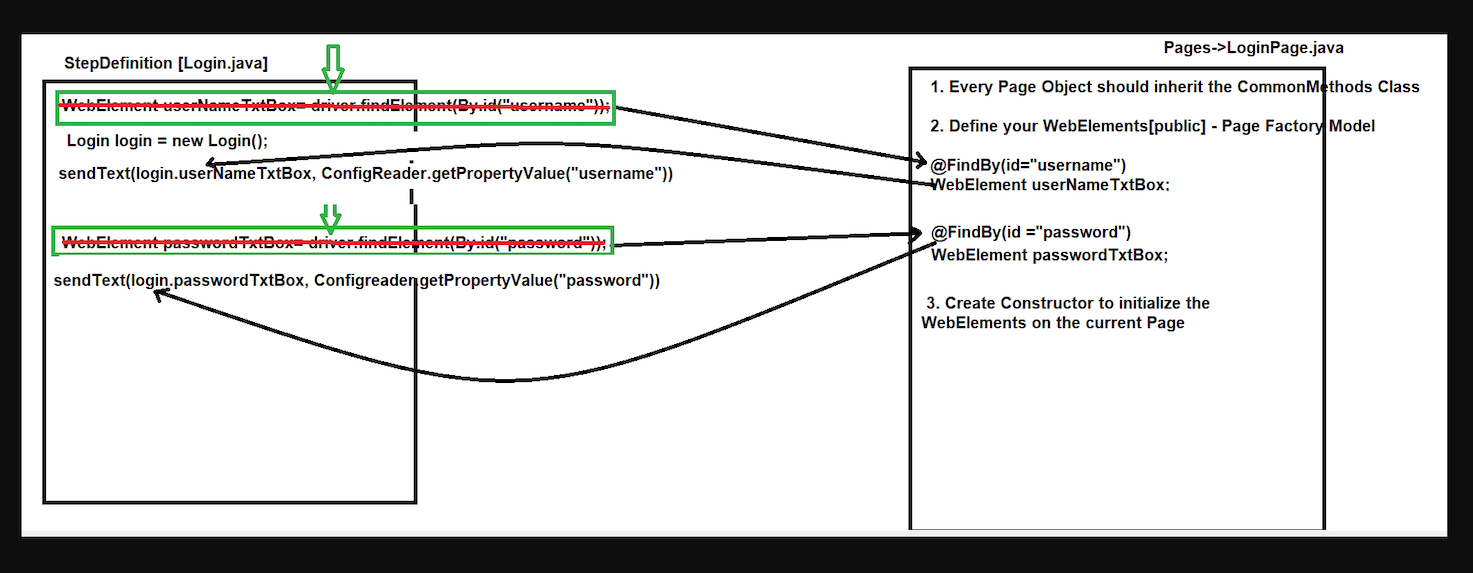 StepDefinition [Login.java]
WebElement userNameTxtBox= driver.findElement(By.id("username"));
Login login = new Login();
sendText(login.userNameTxtBox, ConfigReader.getPropertyValue("username"))
WebElement passwordTxtBox= driver.findElement(By.id("password"));
sendText(login.passwordTxtBox, Configreader.getPropertyValue("password"))
Pages->LoginPage.java
1. Every Page Object should inherit the CommonMethods Class
2. Define your WebElements[public] - Page Factory Model
@FindBy(id="username")
WebElement userNameTxtBox;
@FindBy(id ="password")
WebElement passwordTxtBox;
3. Create Constructor to initialize the
WebElements on the current Page